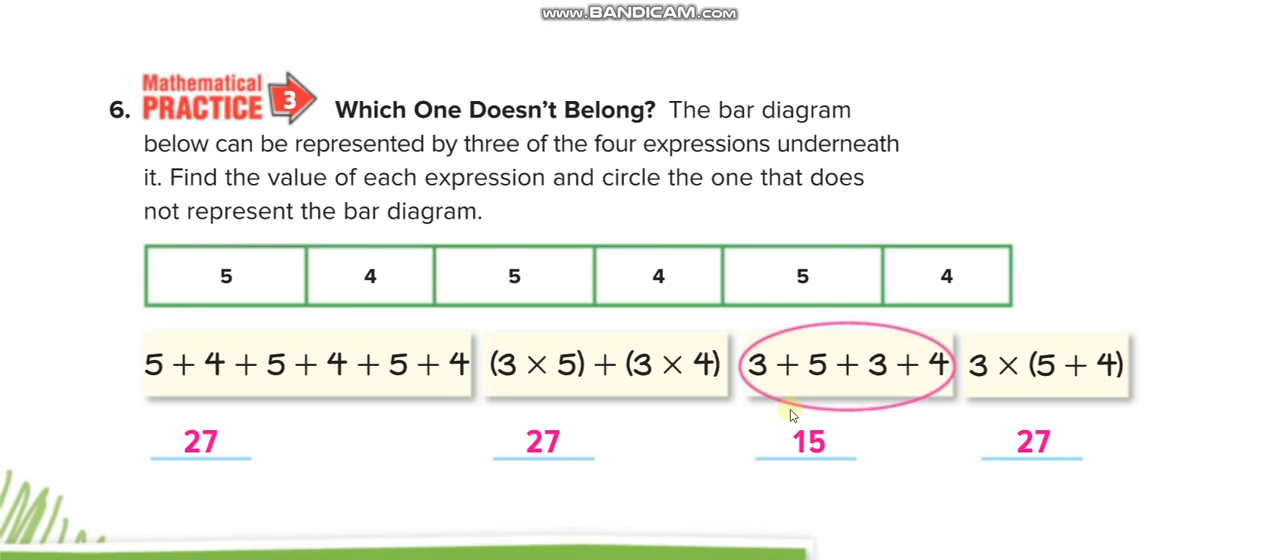 www.BANDICAM.com
Mathematical
PRACTICE 3
6. Which One Doesn't Belong? The bar diagram
below can be represented by three of the four expressions underneath
it. Find the value of each expression and circle the one that does
not represent the bar diagram.
5 4 5 4 5 4
5 + 4 + 5 + 4 + 5 + 4 (3 × 5) + (3 × 4) 3 + 5 + 3 + 4 3 × (5 + 4)
27 27 15 27